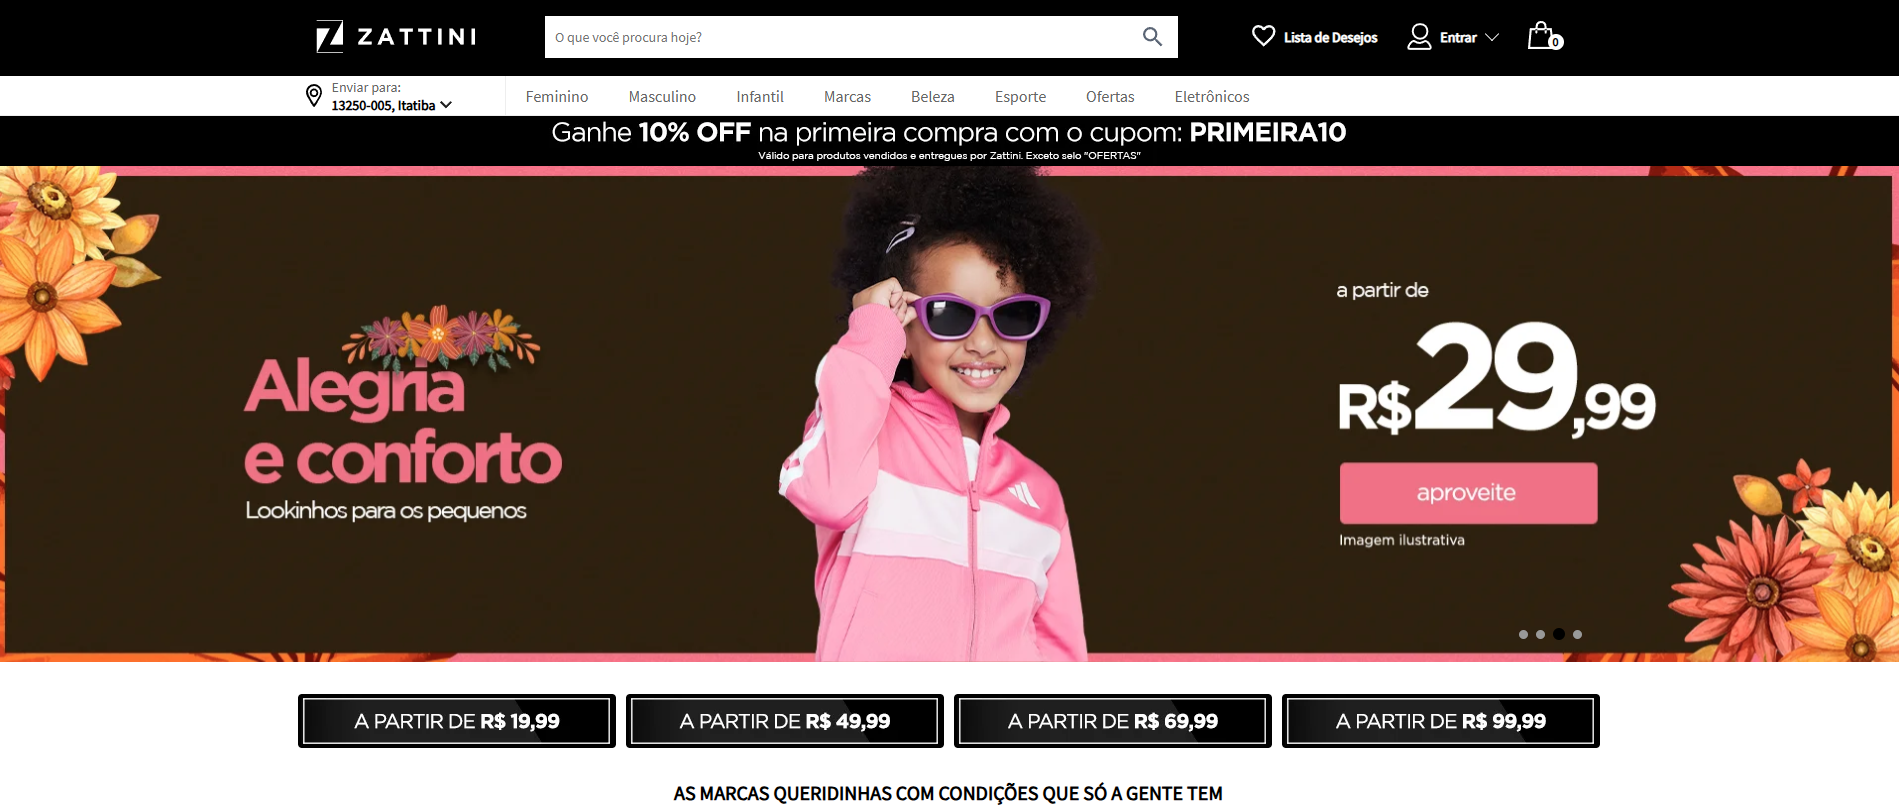 ZATTINI
O que você procura hoje?
Lista de Desejos
Entrar
0
Enviar para:
13250-005, Itatiba
Feminino
Masculino
Infantil
Marcas
Beleza
Esporte
Ofertas
Eletrônicos
Ganhe 10% OFF na primeira compra com o cupom: PRIMEIRA10
Válido para produtos vendidos e entregues por Zattini. Exceto selo "OFERTAS"
Alegria
e conforto
Lookinhos para os pequenos
a partir de
R$29,99
aproveite
Imagem ilustrativa
A PARTIR DE R$ 19,99
A PARTIR DE R$ 49,99
A PARTIR DE R$ 69,99
A PARTIR DE R$ 99,99
AS MARCAS QUERIDINHAS COM CONDIÇÕES QUE SÓ A GENTE TEM